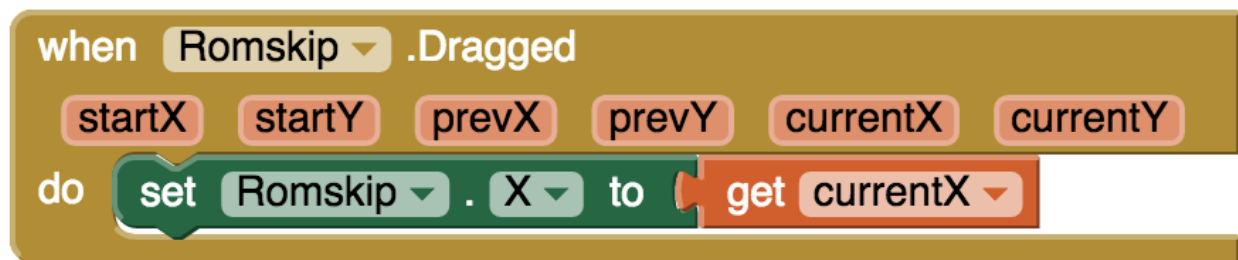 when Romskip .Dragged
startX startY prevX prevY currentX currentY
do set Romskip . X to get currentX